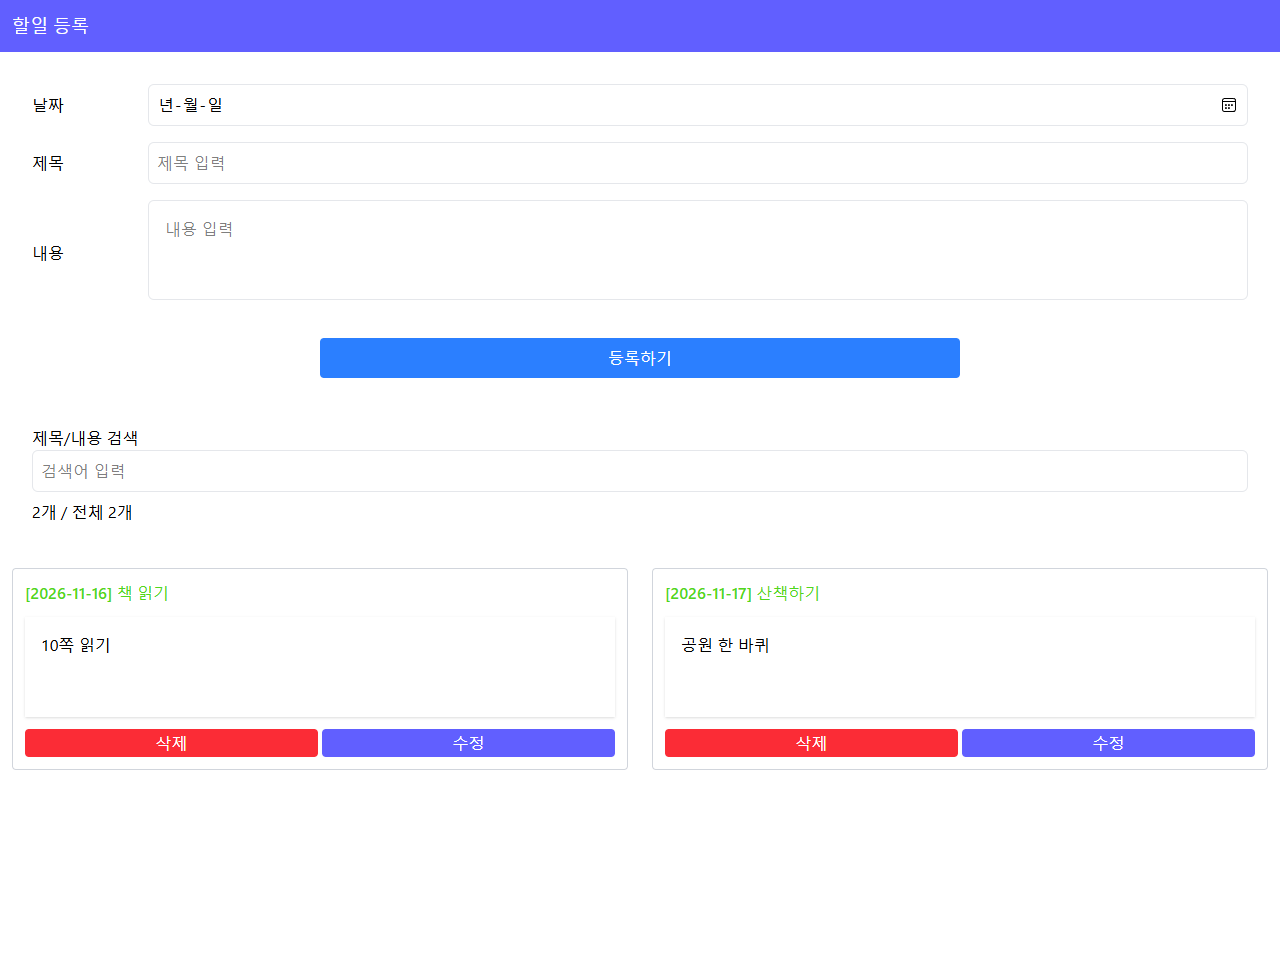 할일 등록
날짜
년-월-일
제목
제목 입력
내용
내용 입력
등록하기
제목/내용 검색
검색어 입력
2개 / 전체 2개
[2026-11-16] 책 읽기
10쪽 읽기
삭제 수정
[2026-11-17] 산책하기
공원 한 바퀴
삭제 수정